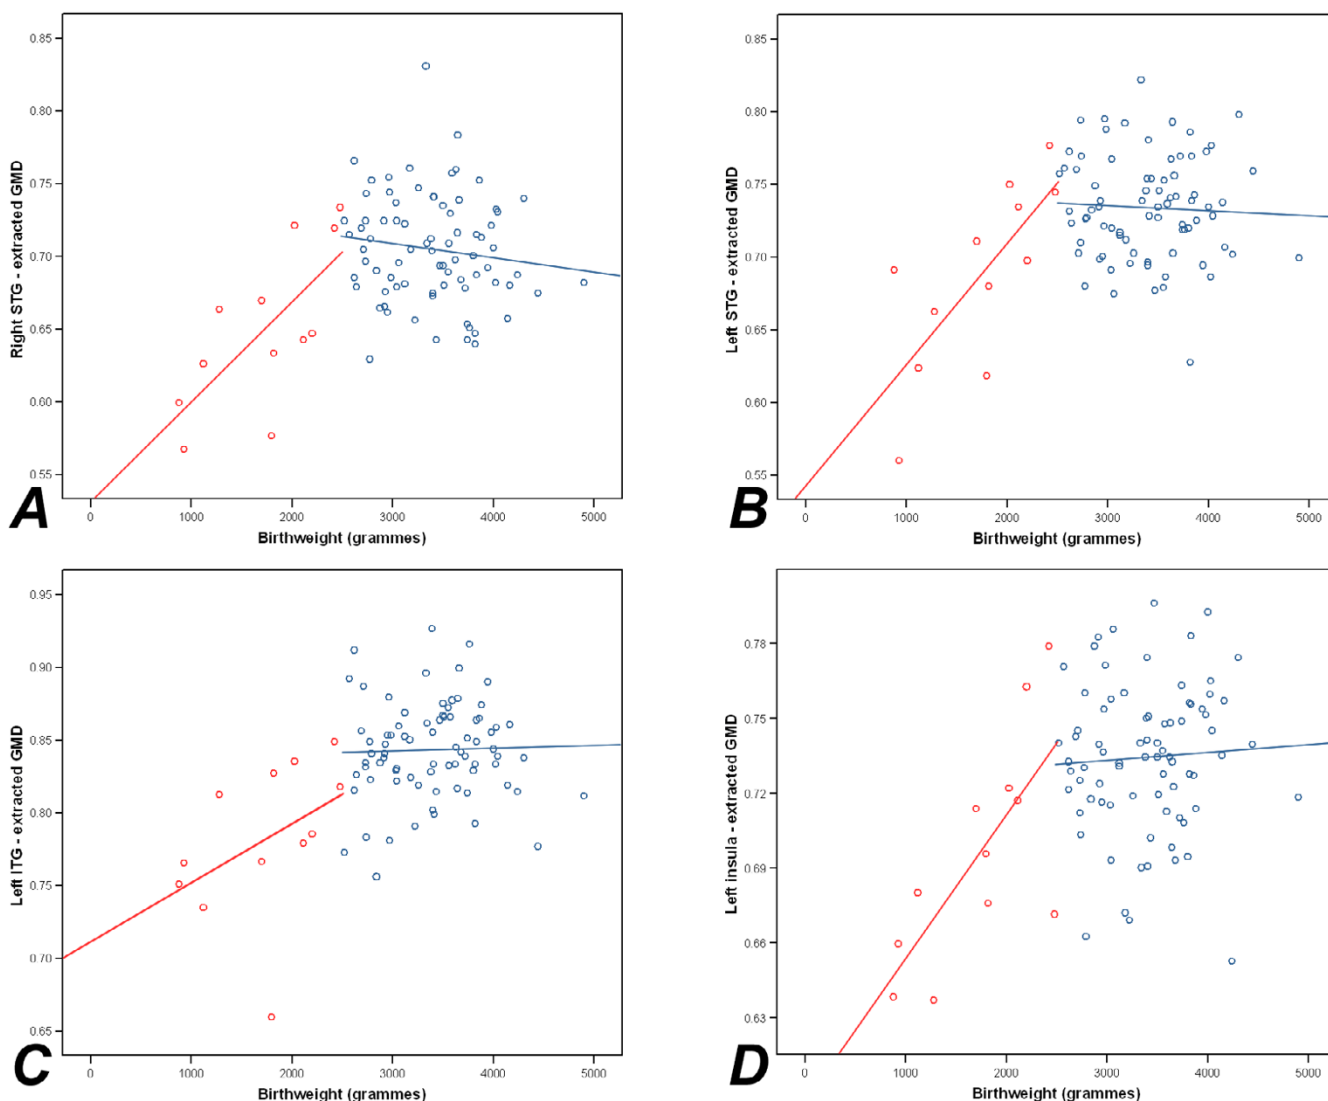 0.85
0.80
0.75
0.70
0.65
0.60
0.55
Right STG - extracted GMD
0 1000 2000 3000 4000 5000
Birthweight (grammes)
A
0.85
0.80
0.75
0.70
0.65
0.60
0.55
Left STG - extracted GMD
0 1000 2000 3000 4000 5000
Birthweight (grammes)
B
0.95
0.90
0.85
0.80
0.75
0.70
0.65
Left ITG - extracted GMD
0 1000 2000 3000 4000 5000
Birthweight (grammes)
C
0.78
0.75
0.72
0.69
0.66
0.63
Left insula - extracted GMD
0 1000 2000 3000 4000 5000
Birthweight (grammes)
D